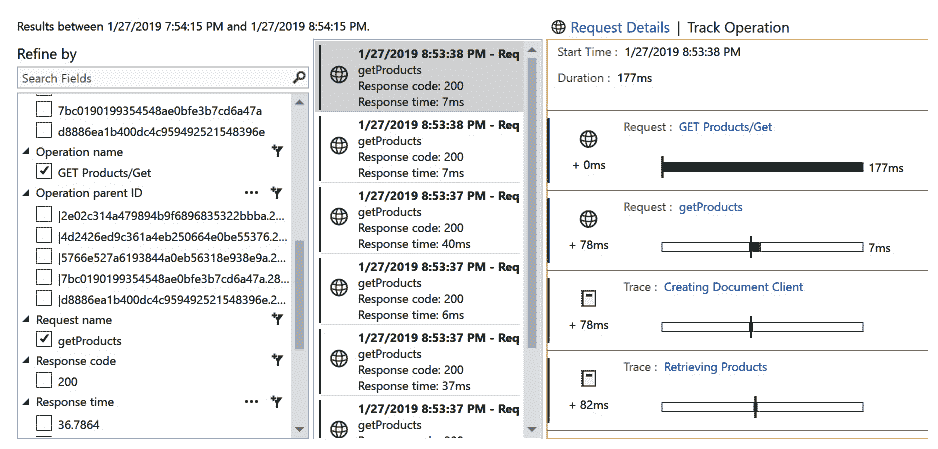 Results between 1/27/2019 7:54:15 PM and 1/27/2019 8:54:15 PM.
Refine by
Search Fields
7bc0190199354548ae0bfe3b7cd6a47a
d8886ea1b400dc4c959492521548396e
Operation name
GET Products/Get
Operation parent ID
|2e02c314a479894b9f6896835322bbba.2...
|4d2426ed9c361a4eb250664e0be55376.2...
|5766e527a6193844a0eb56318e938e9a.2...
|7bc0190199354548ae0bfe3b7cd6a47a.28...
|d8886ea1b400dc4c959492521548396e.2...
Request name
getProducts
Response code
200
Response time
36.7864
1/27/2019 8:53:38 PM - Req
getProducts
Response code: 200
Response time: 7ms
1/27/2019 8:53:38 PM - Req
getProducts
Response code: 200
Response time: 7ms
1/27/2019 8:53:37 PM - Req
getProducts
Response code: 200
Response time: 40ms
1/27/2019 8:53:37 PM - Req
getProducts
Response code: 200
Response time: 6ms
1/27/2019 8:53:37 PM - Req
getProducts
Response code: 200
Response time: 37ms
1/27/2019 8:53:37 PM - Req
getProducts
Request Details | Track Operation
Start Time : 1/27/2019 8:53:38 PM
Duration : 177ms
Request : GET Products/Get
+ 0ms
177ms
Request : getProducts
+ 78ms
7ms
Trace : Creating Document Client
+ 78ms
Trace : Retrieving Products
+ 82ms